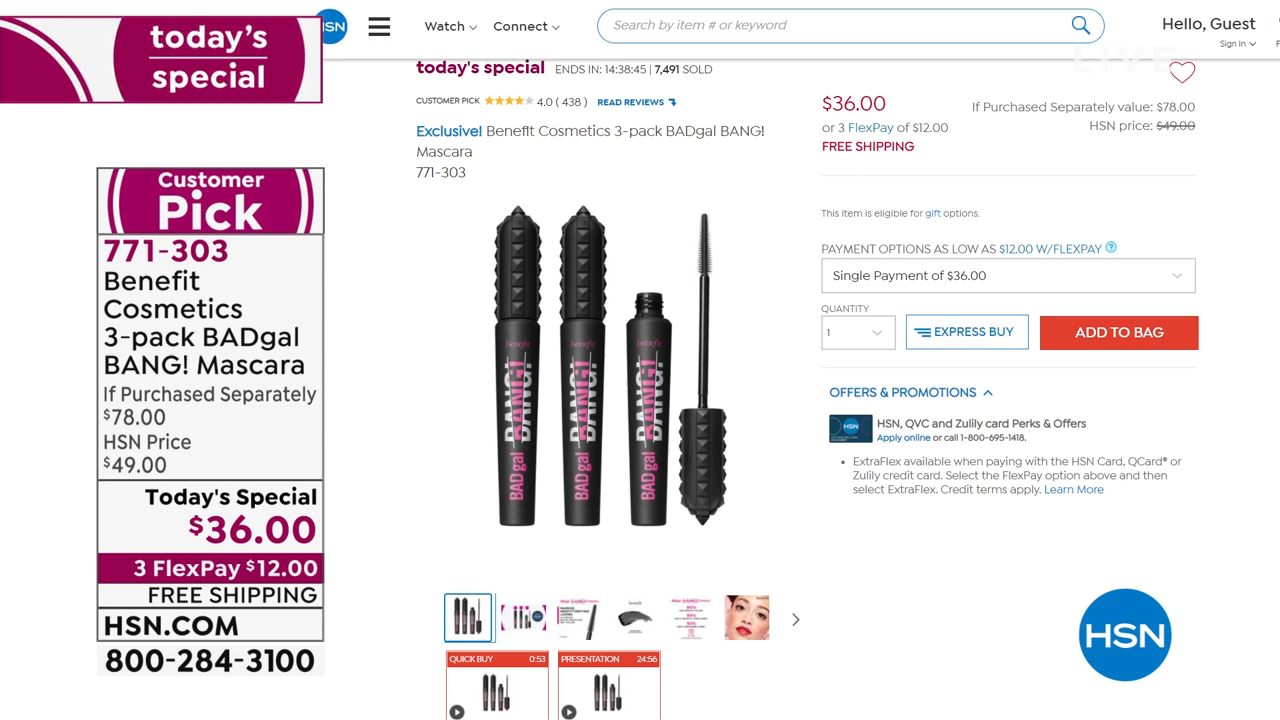 today's
special
HSN
Watch
Connect
Search by item # or keyword
Hello, Guest
Sign In
LIVE
today's special ENDS IN: 14:38:45 | 7,491 SOLD
CUSTOMER PICK 4.0 ( 438 ) READ REVIEWS
Exclusive! Benefit Cosmetics 3-pack BADgal BANG!
Mascara
771-303
$36.00
If Purchased Separately value: $78.00
or 3 FlexPay of $12.00
HSN price: $49.00
FREE SHIPPING
This item is eligible for gift options.
PAYMENT OPTIONS AS LOW AS $12.00 W/FLEXPAY ?
Single Payment of $36.00
QUANTITY
1
EXPRESS BUY
ADD TO BAG
OFFERS & PROMOTIONS
HSN
HSN, QVC and Zulily card Perks & Offers
Apply online or call 1-800-695-1418.
• ExtraFlex available when paying with the HSN Card, QCard® or
Zulily credit card. Select the FlexPay option above and then
select ExtraFlex. Credit terms apply. Learn More
Customer
Pick
771-303
Benefit
Cosmetics
3-pack BADgal
BANG! Mascara
If Purchased Separately
$78.00
HSN Price
$49.00
Today's Special
$36.00
3 FlexPay $12.00
FREE SHIPPING
HSN.COM
800-284-3100
benefit
BADgal BANG!
benefit
BADgal BANG!
benefit
BADgal BANG!
QUICK BUY 0:53
PRESENTATION 24:56
HSN